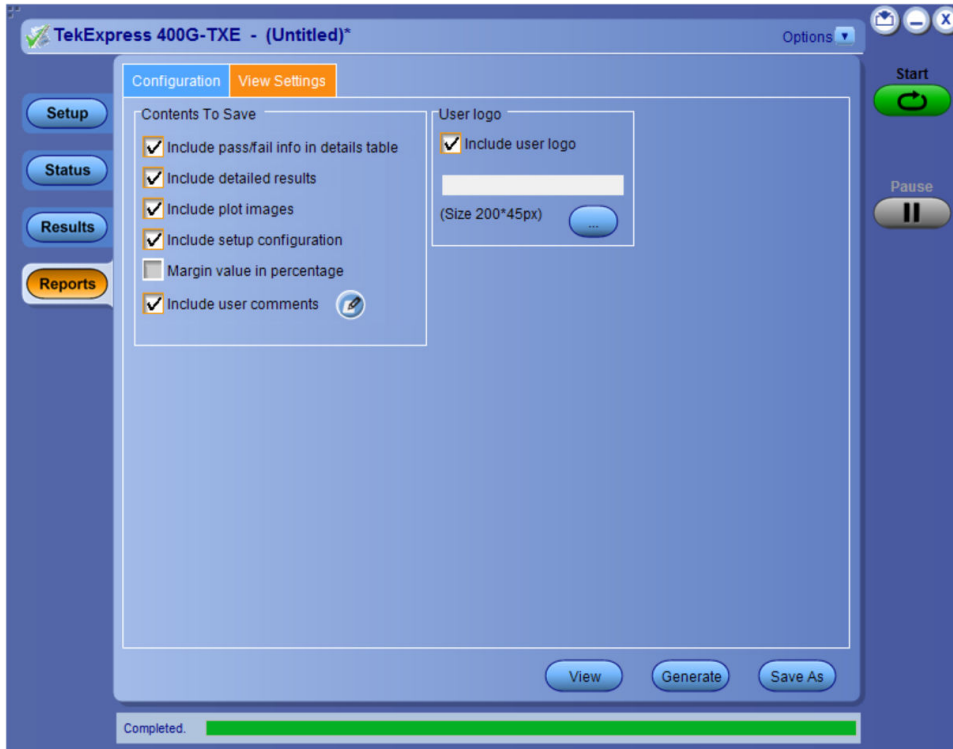 TekExpress 400G-TXE - (Untitled)*
Options
X
Start
Pause
Setup
Status
Results
Reports
Configuration
View Settings
Contents To Save
Include pass/fail info in details table
Include detailed results
Include plot images
Include setup configuration
Margin value in percentage
Include user comments
User logo
Include user logo
(Size 200*45px)
...
View
Generate
Save As
Completed.